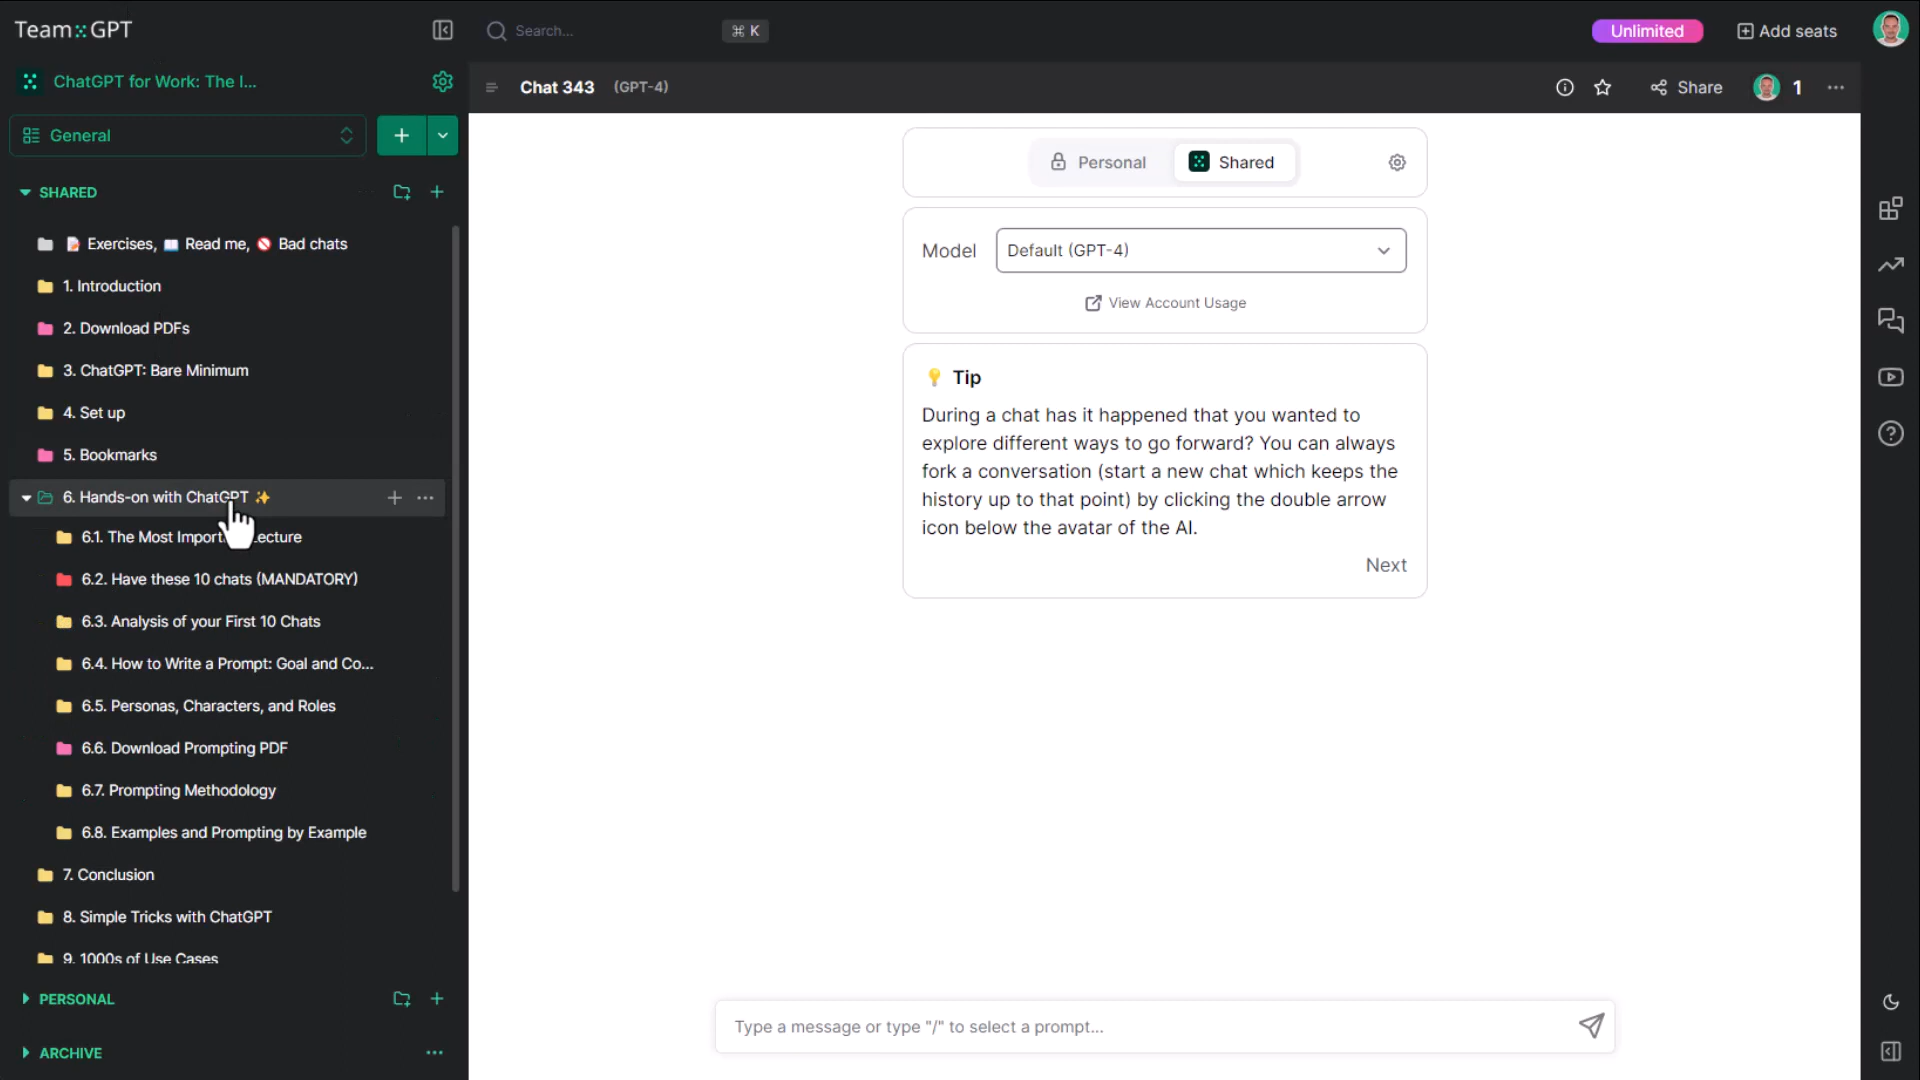 Team GPT
Search...
⌘ K
Unlimited
Add seats
ChatGPT for Work: The I...
Chat 343 (GPT-4)
Share
1
General
Personal
Shared
SHARED
Exercises, Read me, Bad chats
1. Introduction
2. Download PDFs
3. ChatGPT: Bare Minimum
4. Set up
5. Bookmarks
6. Hands-on with ChatGPT
6.1. The Most Import ecture
6.2. Have these 10 chats (MANDATORY)
6.3. Analysis of your First 10 Chats
6.4. How to Write a Prompt: Goal and Co...
6.5. Personas, Characters, and Roles
6.6. Download Prompting PDF
6.7. Prompting Methodology
6.8. Examples and Prompting by Example
7. Conclusion
8. Simple Tricks with ChatGPT
9. 1000s of Use Cases
PERSONAL
ARCHIVE
Model
Default (GPT-4)
View Account Usage
Tip
During a chat has it happened that you wanted to
explore different ways to go forward? You can always
fork a conversation (start a new chat which keeps the
history up to that point) by clicking the double arrow
icon below the avatar of the AI.
Next
Type a message or type "/" to select a prompt...